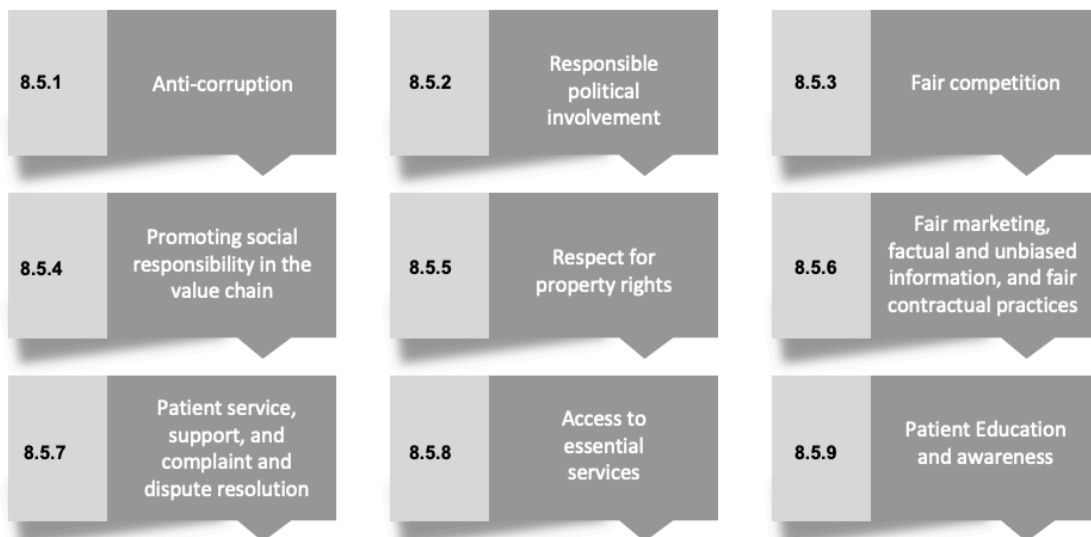 8.5.1
Anti-corruption
8.5.2
Responsible
political
involvement
8.5.3
Fair competition
8.5.4
Promoting social
responsibility in the
value chain
8.5.5
Respect for
property rights
8.5.6
Fair marketing,
factual and unbiased
information, and fair
contractual practices
8.5.7
Patient service,
support, and
complaint and
dispute resolution
8.5.8
Access to
essential
services
8.5.9
Patient Education
and awareness